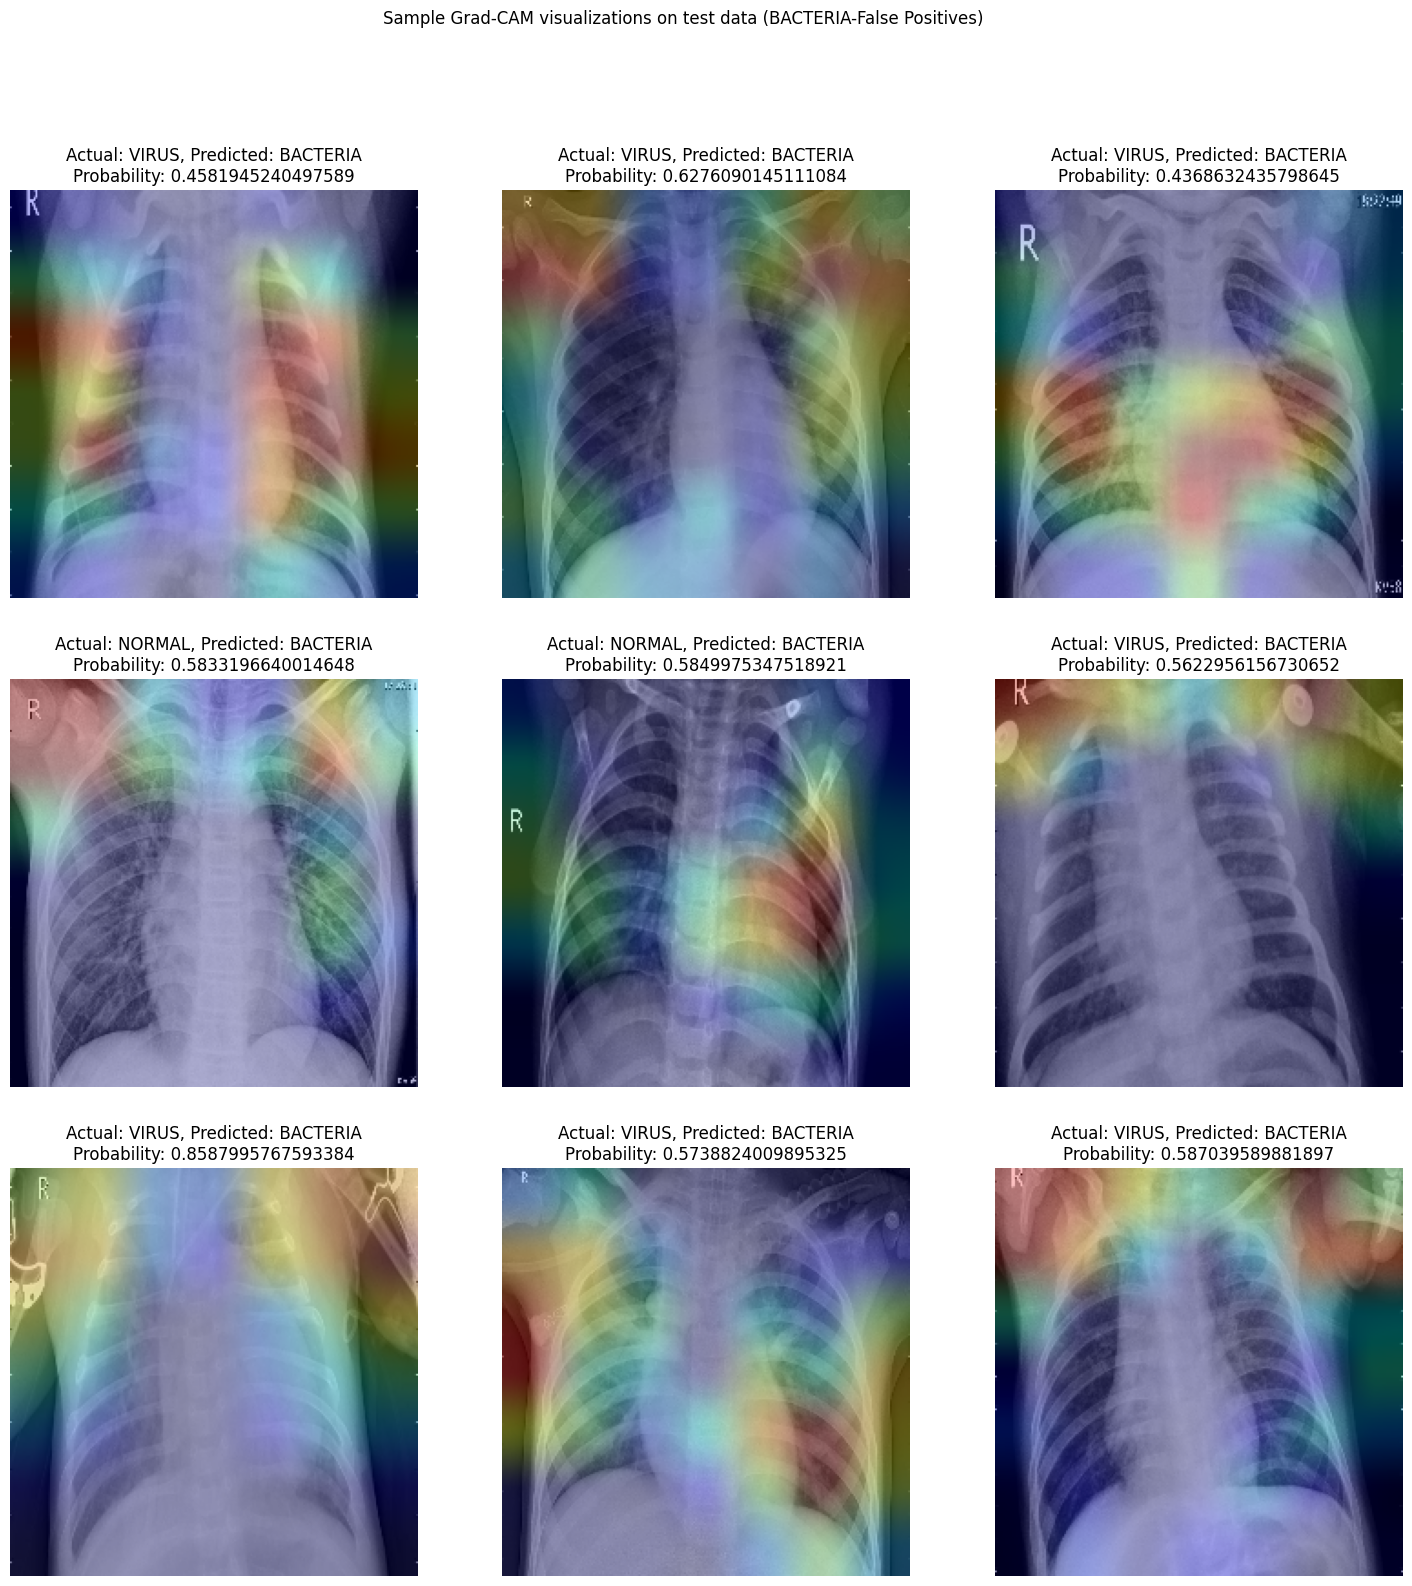 Sample Grad-CAM visualizations on test data (BACTERIA-False Positives)
Actual: VIRUS, Predicted: BACTERIA
Probability: 0.4581945240497589
R
Actual: VIRUS, Predicted: BACTERIA
Probability: 0.6276090145111084
R
Actual: VIRUS, Predicted: BACTERIA
Probability: 0.4368632435798645
R
Actual: NORMAL, Predicted: BACTERIA
Probability: 0.5833196640014648
R
Actual: NORMAL, Predicted: BACTERIA
Probability: 0.5849975347518921
R
Actual: VIRUS, Predicted: BACTERIA
Probability: 0.5622956156730652
R
Actual: VIRUS, Predicted: BACTERIA
Probability: 0.8587995767593384
R
Actual: VIRUS, Predicted: BACTERIA
Probability: 0.5738824009895325
R
Actual: VIRUS, Predicted: BACTERIA
Probability: 0.587039589881897
R